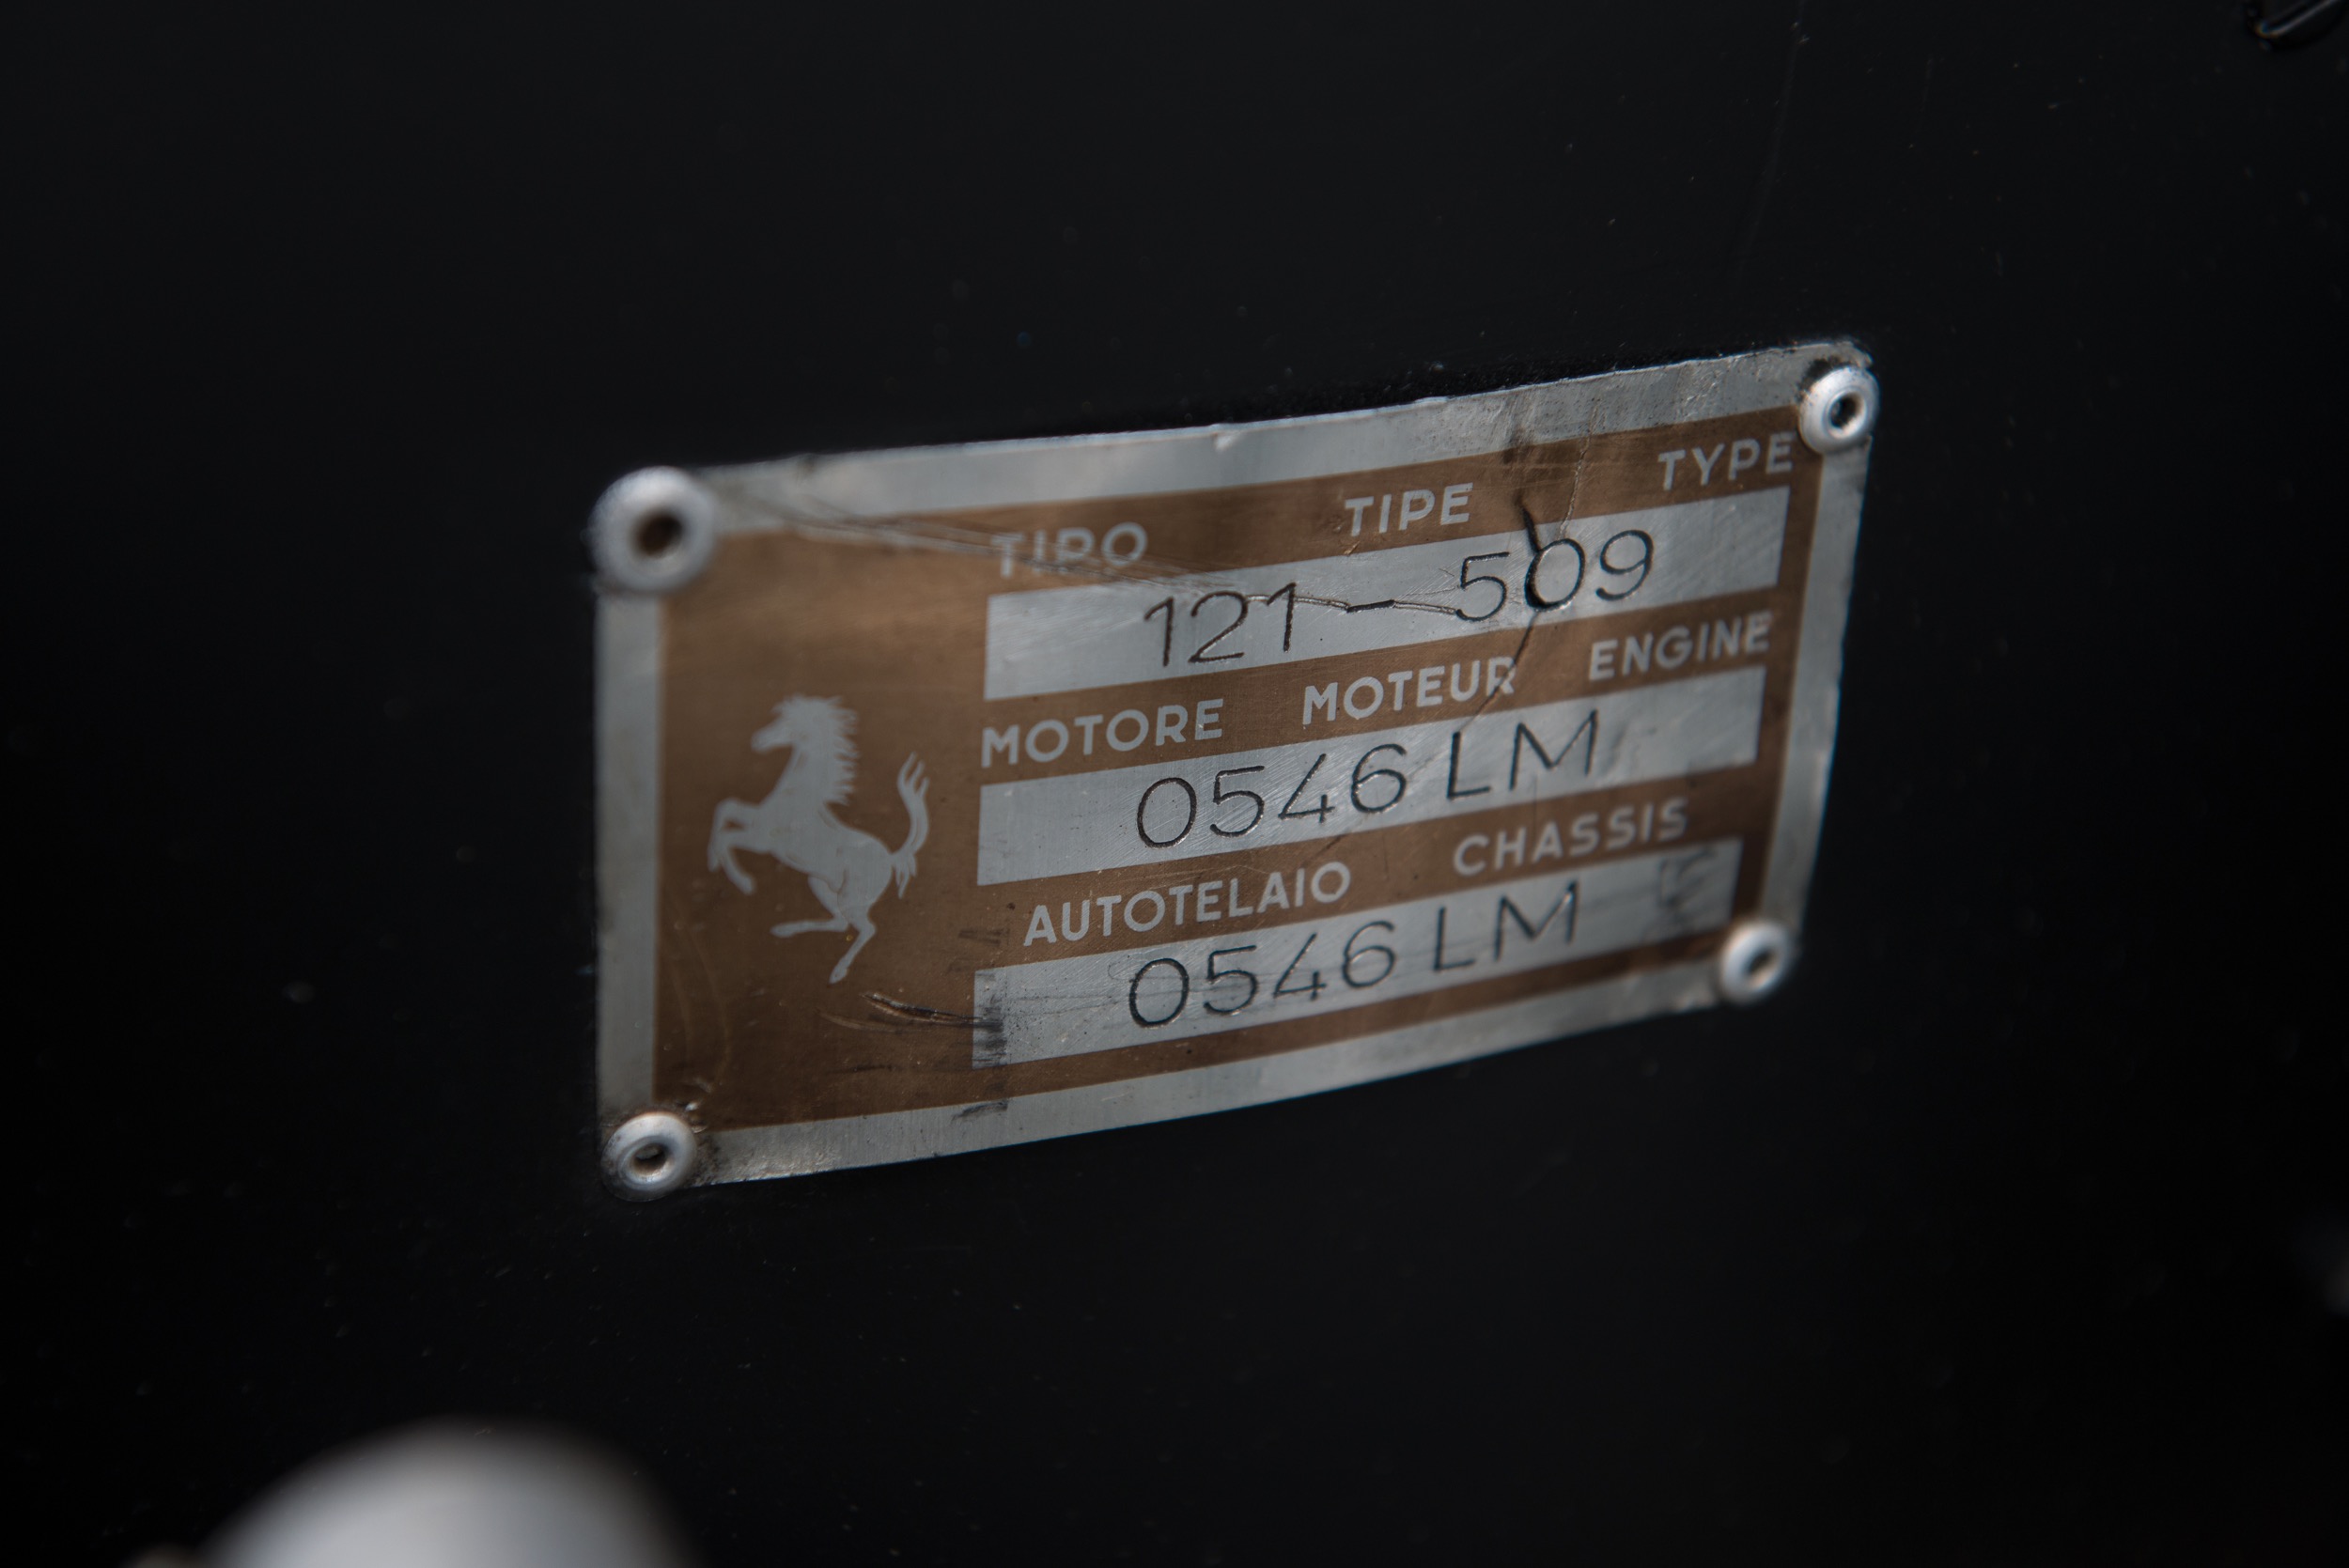 TIPO TIPE TYPE
121-509
MOTORE MOTEUR ENGINE
0546 LM
AUTOTELAIO CHASSIS
0546 LM